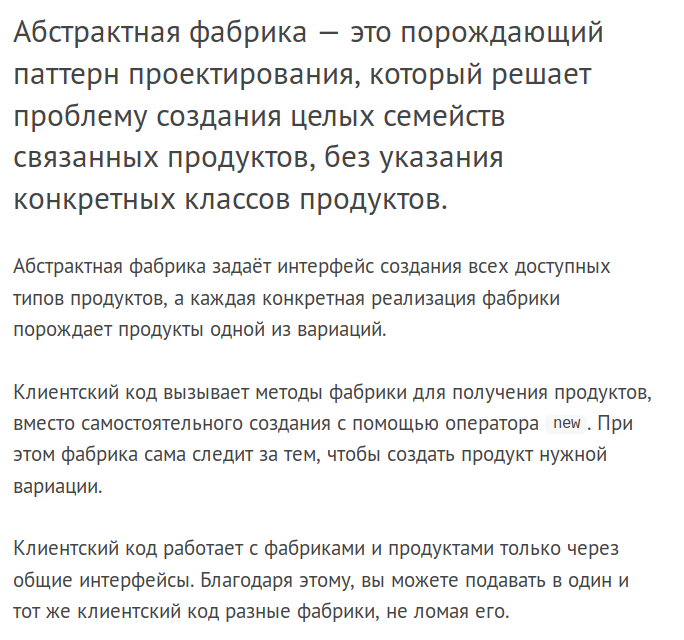 Абстрактная фабрика — это порождающий
паттерн проектирования, который решает
проблему создания целых семейств
связанных продуктов, без указания
конкретных классов продуктов.
Абстрактная фабрика задаёт интерфейс создания всех доступных
типов продуктов, а каждая конкретная реализация фабрики
порождает продукты одной из вариаций.
Клиентский код вызывает методы фабрики для получения продуктов,
вместо самостоятельного создания с помощью оператора new. При
этом фабрика сама следит за тем, чтобы создать продукт нужной
вариации.
Клиентский код работает с фабриками и продуктами только через
общие интерфейсы. Благодаря этому, вы можете подавать в один и
тот же клиентский код разные фабрики, не ломая его.